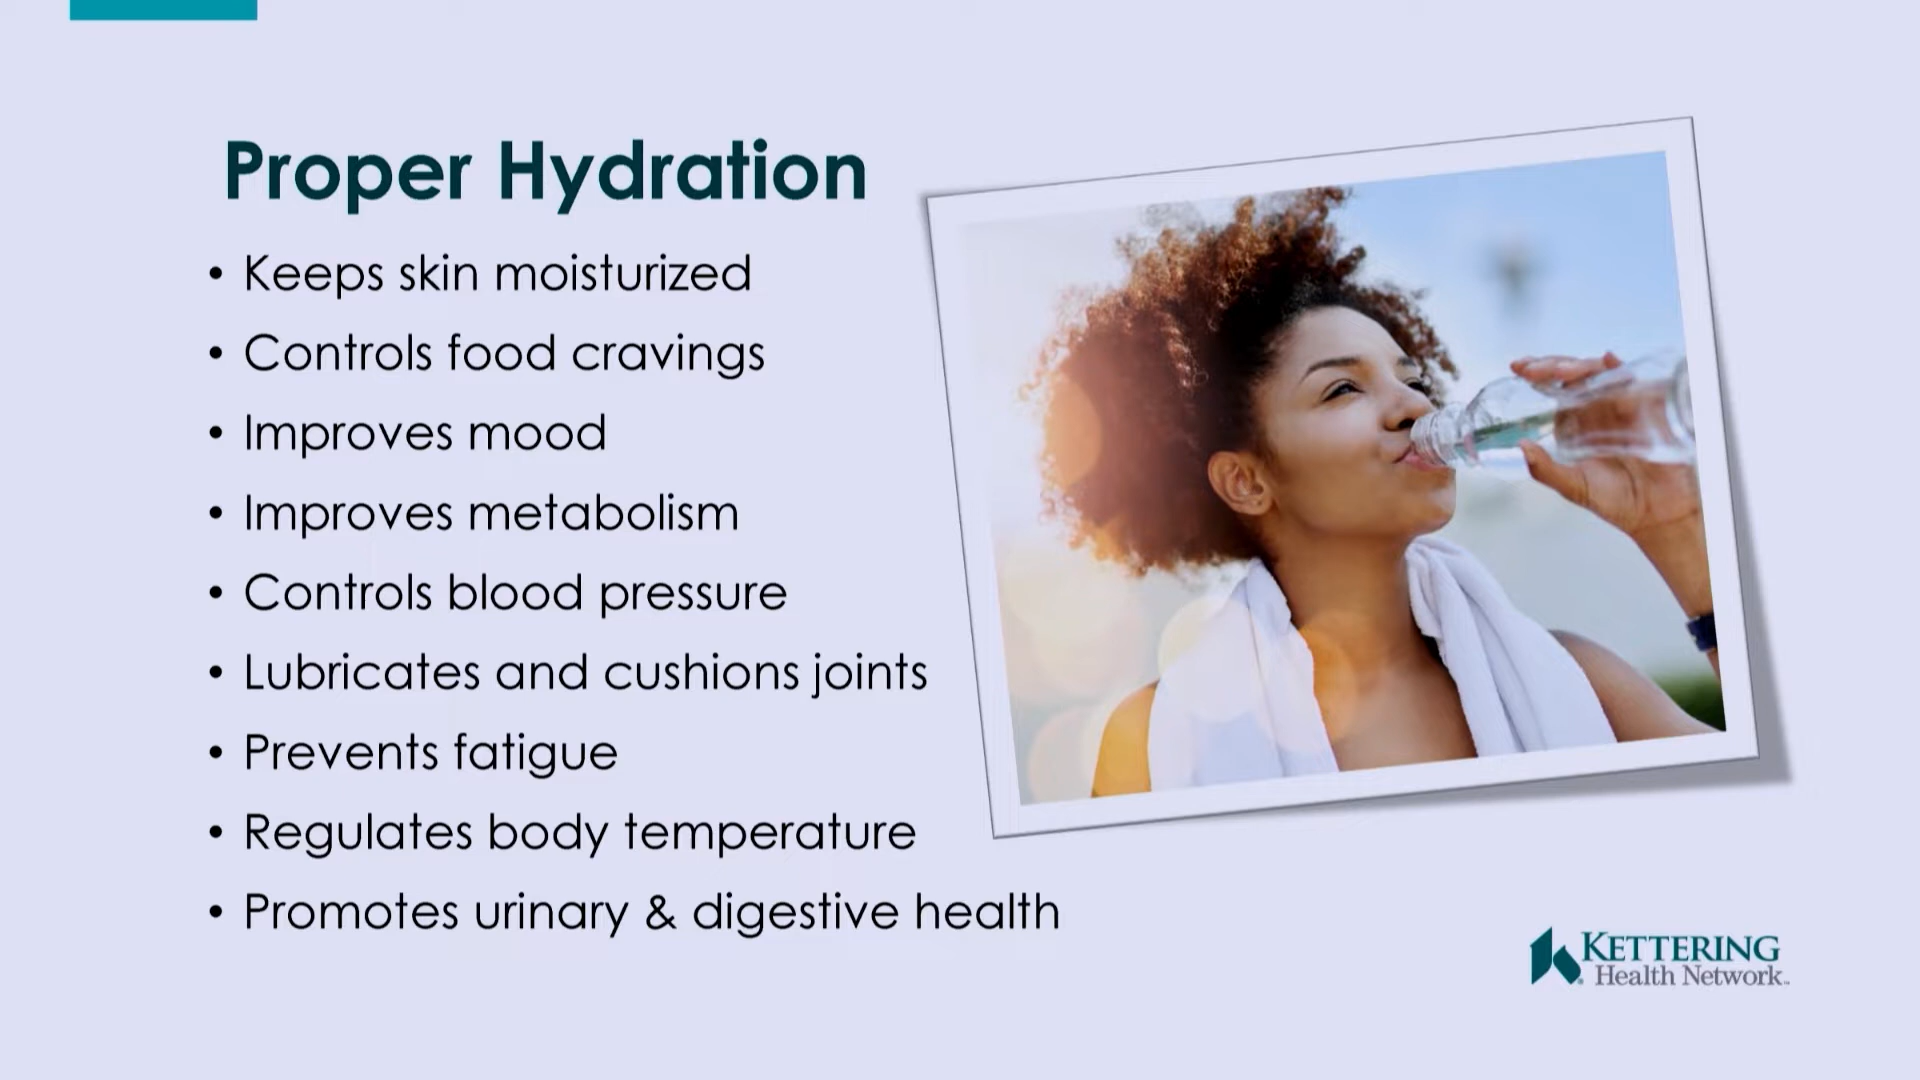 Proper Hydration
• Keeps skin moisturized
• Controls food cravings
• Improves mood
• Improves metabolism
• Controls blood pressure
• Lubricates and cushions joints
• Prevents fatigue
• Regulates body temperature
• Promotes urinary & digestive health
KETTERING
Health Network